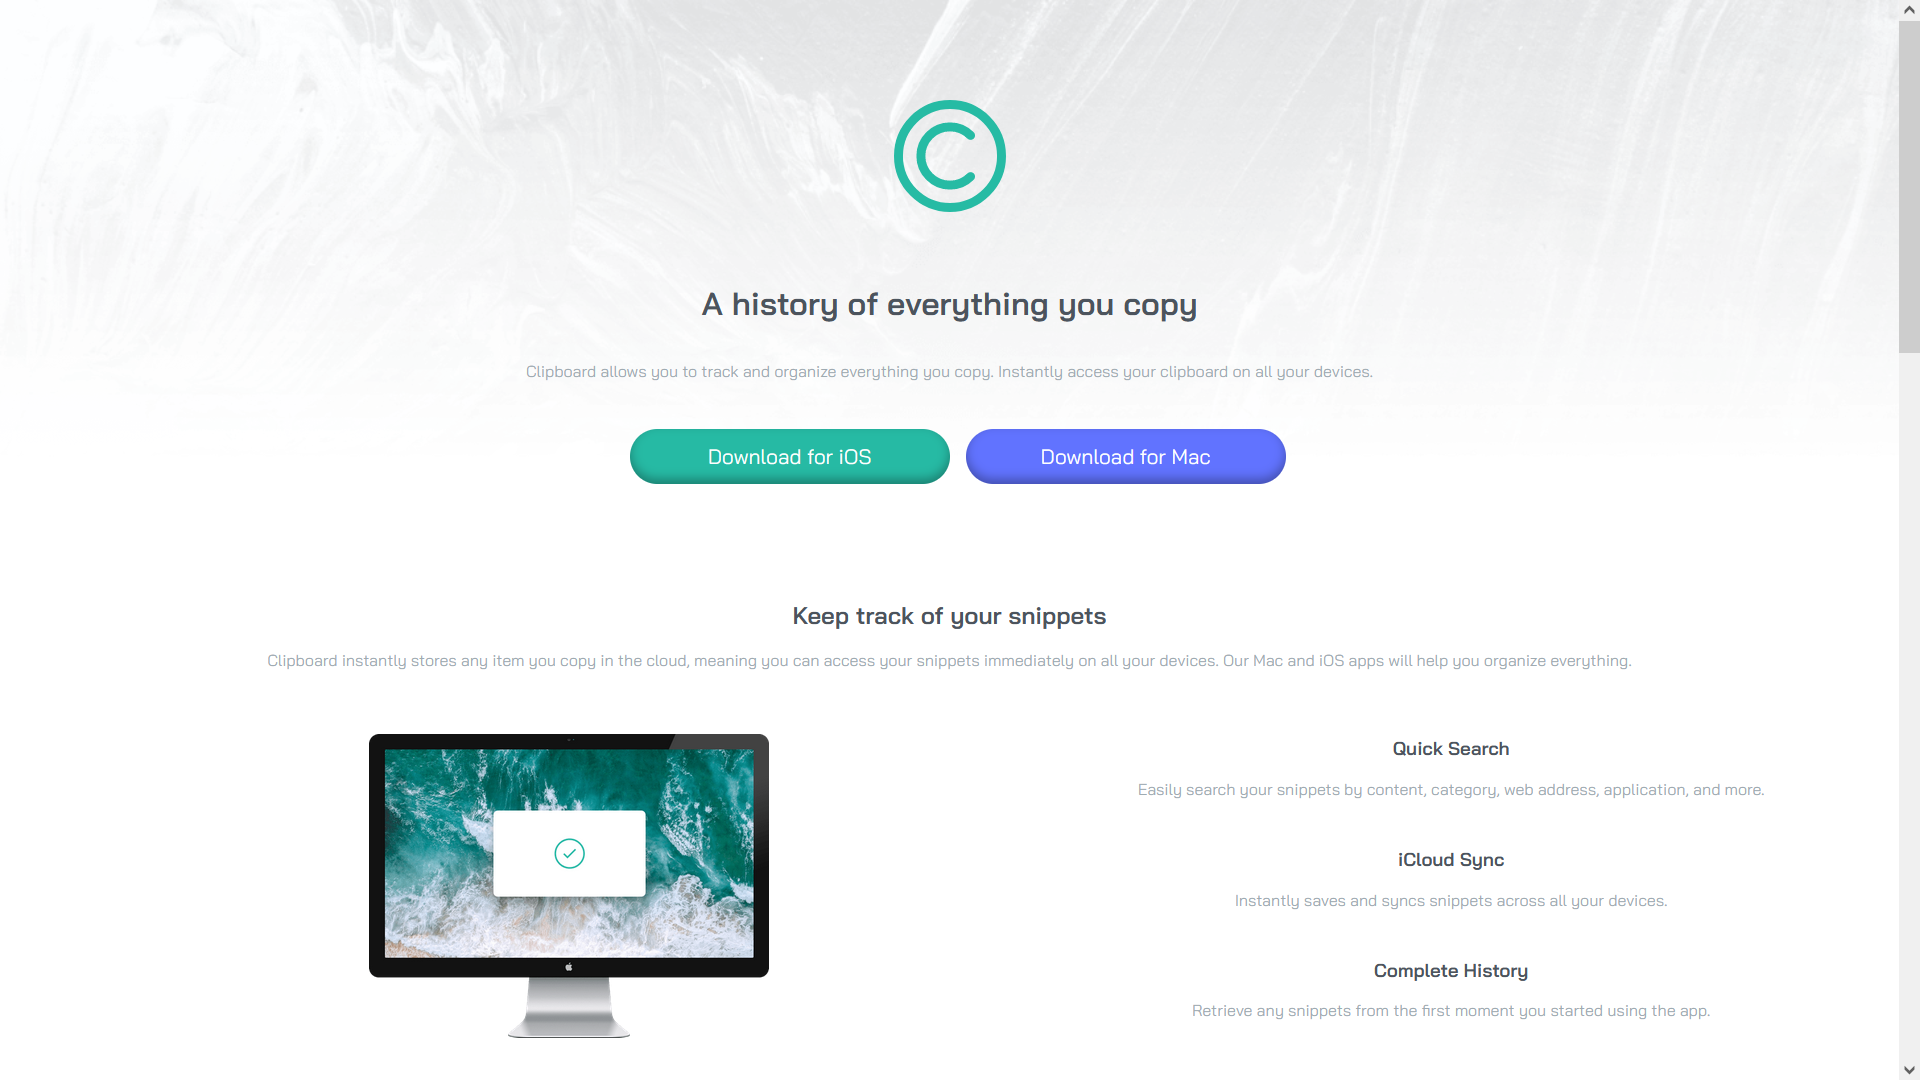 C
A history of everything you copy
Clipboard allows you to track and organize everything you copy. Instantly access your clipboard on all your devices.
Download for iOS
Download for Mac
Keep track of your snippets
Clipboard instantly stores any item you copy in the cloud, meaning you can access your snippets immediately on all your devices. Our Mac and iOS apps will help you organize everything.
Quick Search
Easily search your snippets by content, category, web address, application, and more.
iCloud Sync
Instantly saves and syncs snippets across all your devices.
Complete History
Retrieve any snippets from the first moment you started using the app.